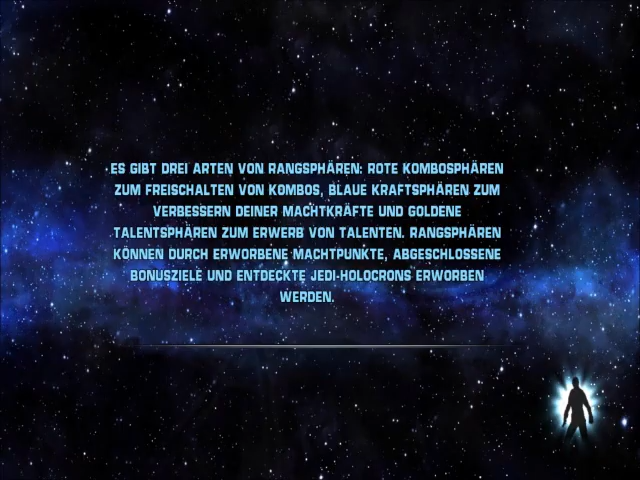 ES GIBT DREI ARTEN VON RANGSPHÄREN: ROTE KOMBOSPHÄREN
ZUM FREISCHALTEN VON KOMBOS, BLAUE KRAFTSPHÄREN ZUM
VERBESSERN DEINER MACHTKRÄFTE UND GOLDENE
TALENTSPHÄREN ZUM ERWERB VON TALENTEN. RANGSPHÄREN
KÖNNEN DURCH ERWORBENE MACHTPUNKTE, ABGESCHLOSSENE
BONUSZIELE UND ENTDECKTE JEDI-HOLOCRONS ERWORBEN
WERDEN.